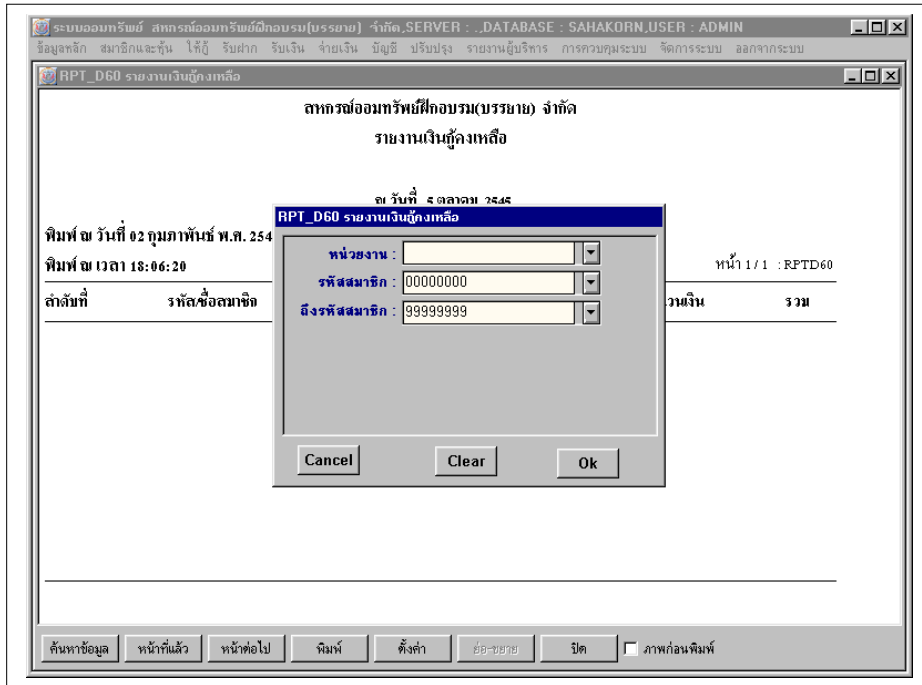 ระบบออมทรัพย์ สหกรณ์ออมทรัพย์ฝึกอบรม(บรรยาย) จำกัด,SERVER : .,DATABASE : SAHAKORN,USER : ADMIN
ข้อมูลหลัก สมาชิกและหุ้น ให้กู้ รับฝาก รับเงิน จ่ายเงิน บัญชี ปรับปรุง รายงานผู้บริหาร การควบคุมระบบ จัดการระบบ ออกจากระบบ
RPT_D60 รายงานเงินกู้คงเหลือ
สหกรณ์ออมทรัพย์ฝึกอบรม(บรรยาย) จำกัด
รายงานเงินกู้คงเหลือ
ณ วันที่ 5 ตุลาคม 2545
พิมพ์ ณ วันที่ 02 กุมภาพันธ์ พ.ศ. 254
พิมพ์ ณ เวลา 18:06:20
หน้า 1 / 1 : RPTD60
ลำดับที่ รหัส/ชื่อสมาชิก วนเงิน รวม
RPT_D60 รายงานเงินกู้คงเหลือ
หน่วยงาน :
รหัสสมาชิก : 00000000
ถึงรหัสสมาชิก : 99999999
Cancel Clear Ok
ค้นหาข้อมูล หน้าที่แล้ว หน้าต่อไป พิมพ์ ตั้งค่า ย่อ-ขยาย ปิด ภาพก่อนพิมพ์